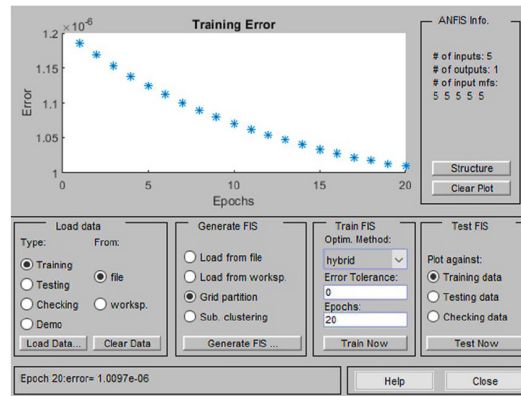 Training Error
1.2
×10⁻⁶
1.15
1.1
1.05
1
Error
0
5
10
15
20
Epochs
ANFIS Info.
# of inputs: 5
# of outputs: 1
# of input mfs:
5 5 5 5 5
Structure
Clear Plot
Load data
Type:
From:
Training
Testing
Checking
Demo
file
worksp.
Load Data...
Clear Data
Generate FIS
Load from file
Load from worksp.
Grid partition
Sub. clustering
Generate FIS ...
Train FIS
Optim. Method:
hybrid
Error Tolerance:
0
Epochs:
20
Train Now
Test FIS
Plot against:
Training data
Testing data
Checking data
Test Now
Epoch 20:error= 1.0097e-06
Help
Close